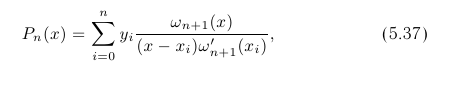 P_n(x) = \sum_{i=0}^{n} y_i \frac{\omega_{n+1}(x)}{(x - x_i)\omega'_{n+1}(x_i)}, (5.37)